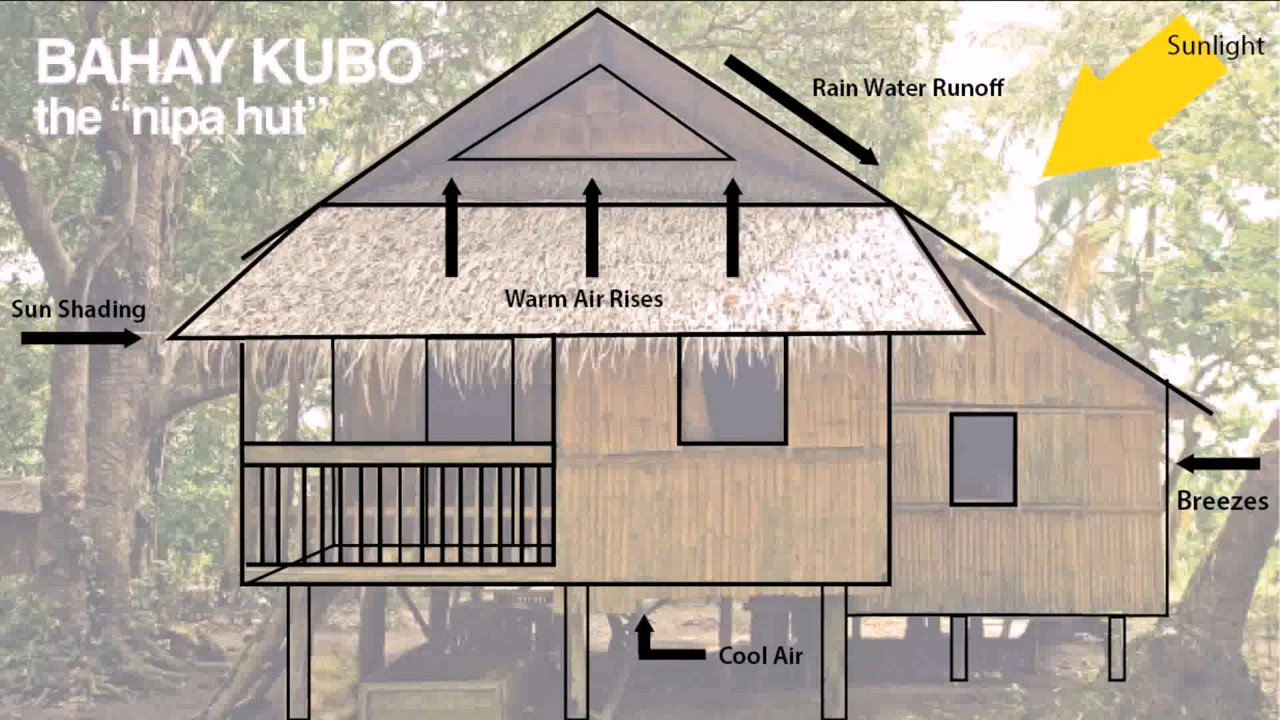 BAHAY KUBO
the “nipa hut”
Sunlight
Rain Water Runoff
Warm Air Rises
Sun Shading
Breezes
Cool Air